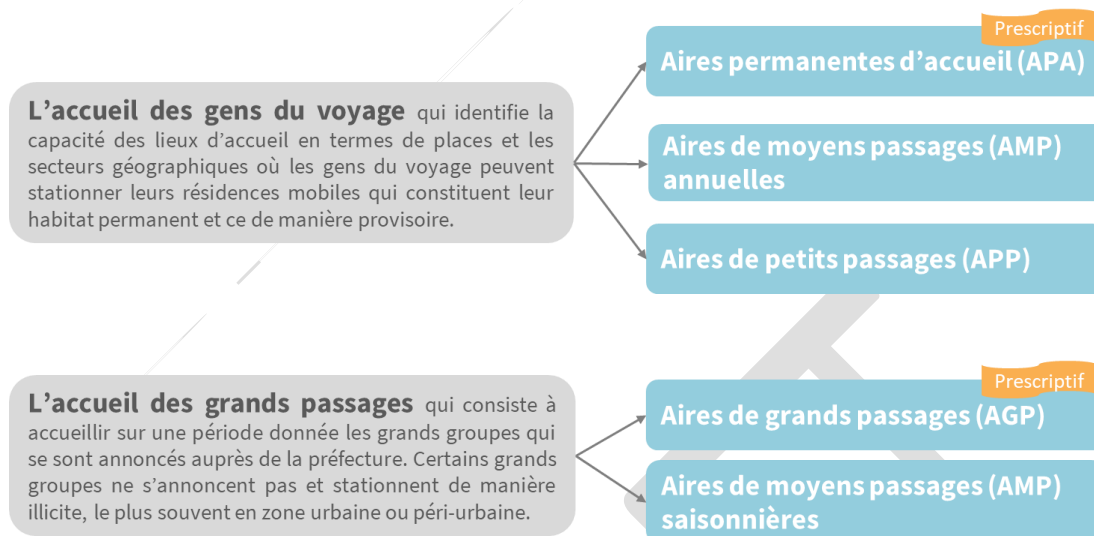 Prescriptif
Aires permanentes d’accueil (APA)
L’accueil des gens du voyage qui identifie la
capacité des lieux d’accueil en termes de places et les
secteurs géographiques où les gens du voyage peuvent
stationner leurs résidences mobiles qui constituent leur
habitat permanent et ce de manière provisoire.
Aires de moyens passages (AMP)
annuelles
Aires de petits passages (APP)
Prescriptif
L’accueil des grands passages qui consiste à
accueillir sur une période donnée les grands groupes qui
se sont annoncés auprès de la préfecture. Certains grands
groupes ne s’annoncent pas et stationnent de manière
illicite, le plus souvent en zone urbaine ou péri-urbaine.
Aires de grands passages (AGP)
Aires de moyens passages (AMP)
saisonnières